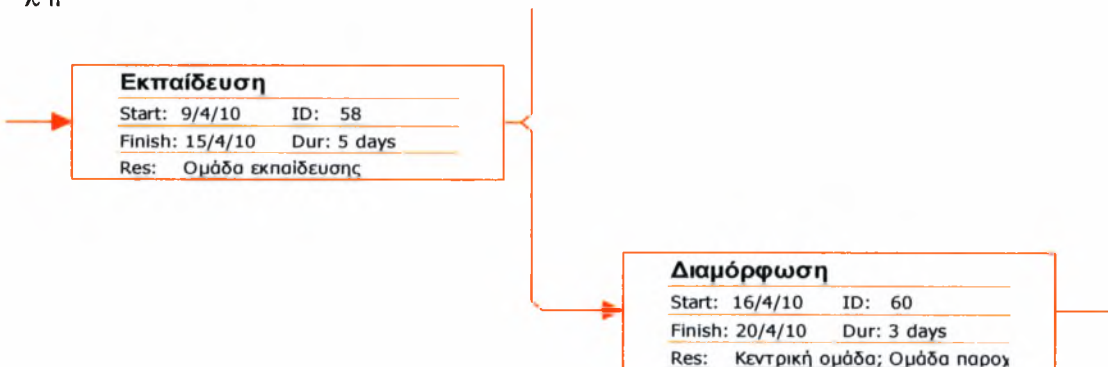 Εκπαίδευση
Start: 9/4/10 ID: 58
Finish: 15/4/10 Dur: 5 days
Res: Ομάδα εκπαίδευσης
Διαμόρφωση
Start: 16/4/10 ID: 60
Finish: 20/4/10 Dur: 3 days
Res: Κεντρική ομάδα; Ομάδα παροχ